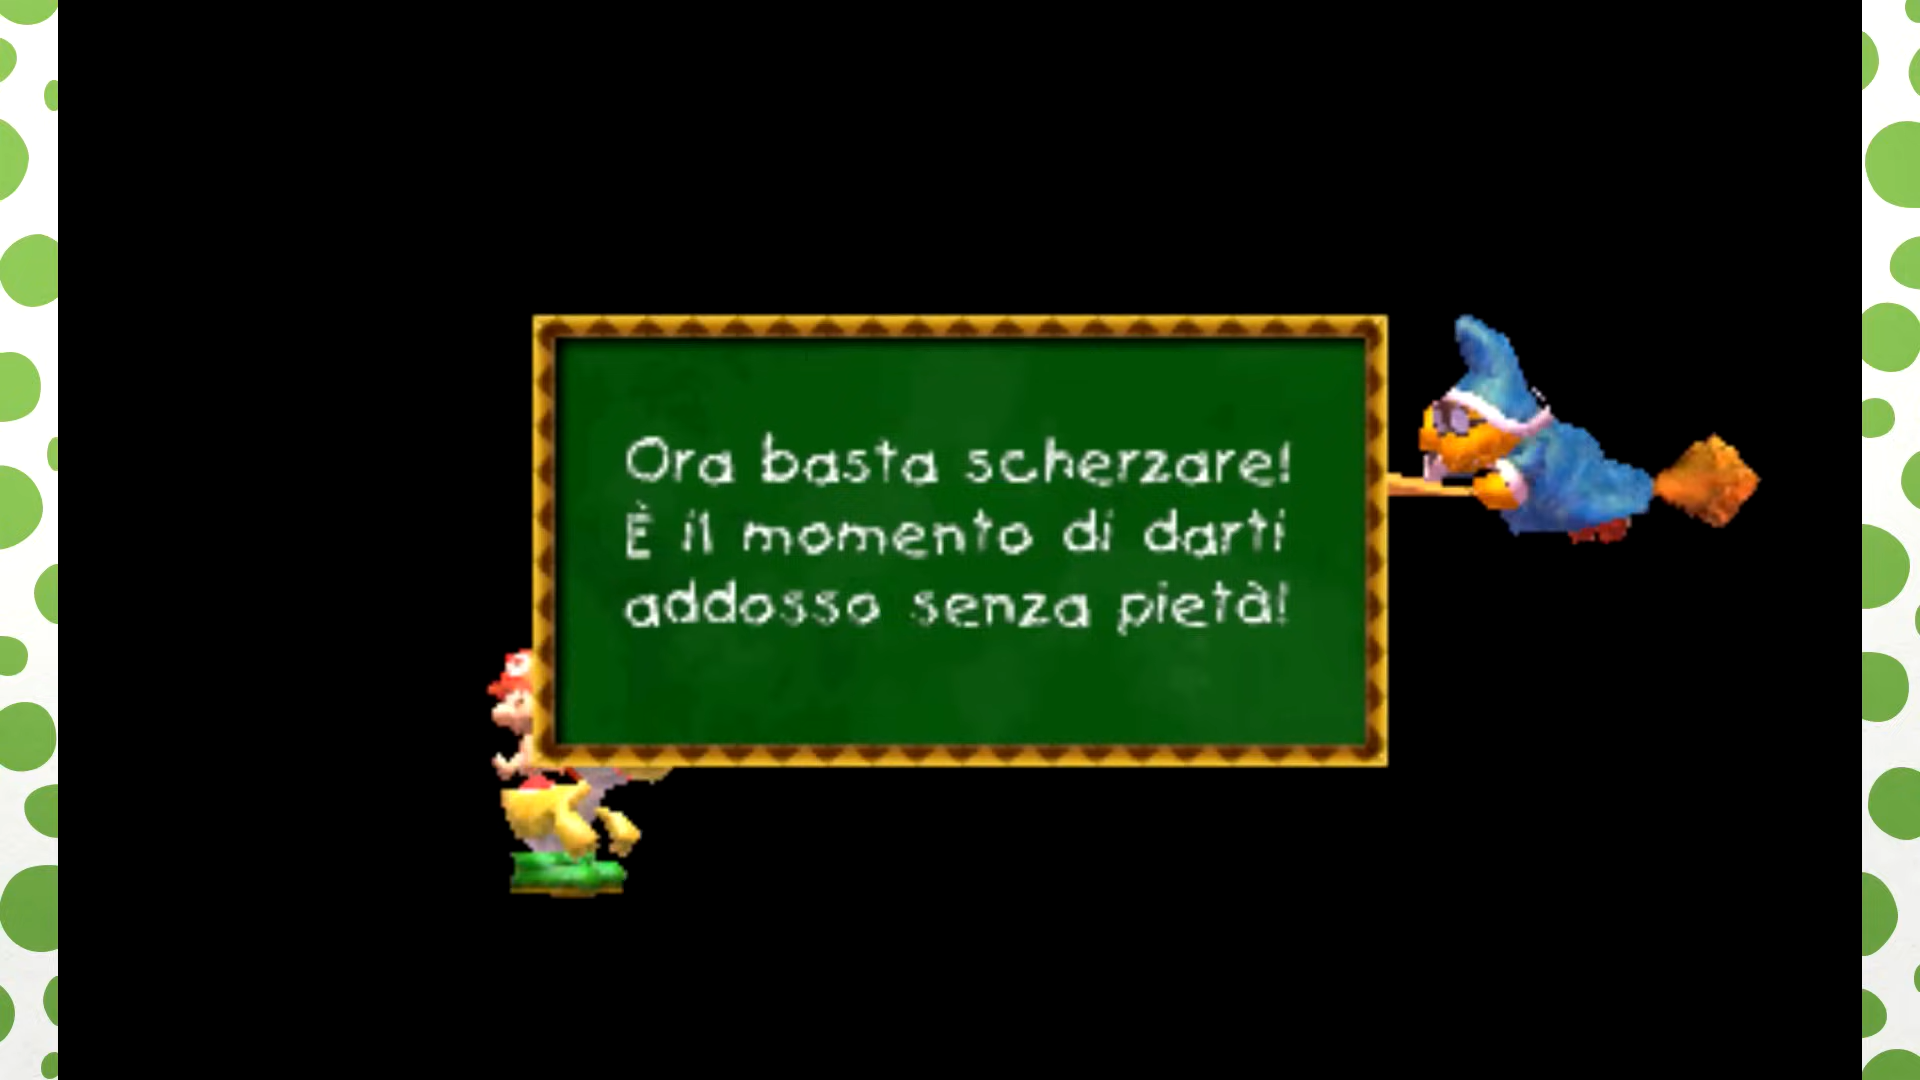 Ora basta scherzare!
È il momento di darti
addosso senza pietà!